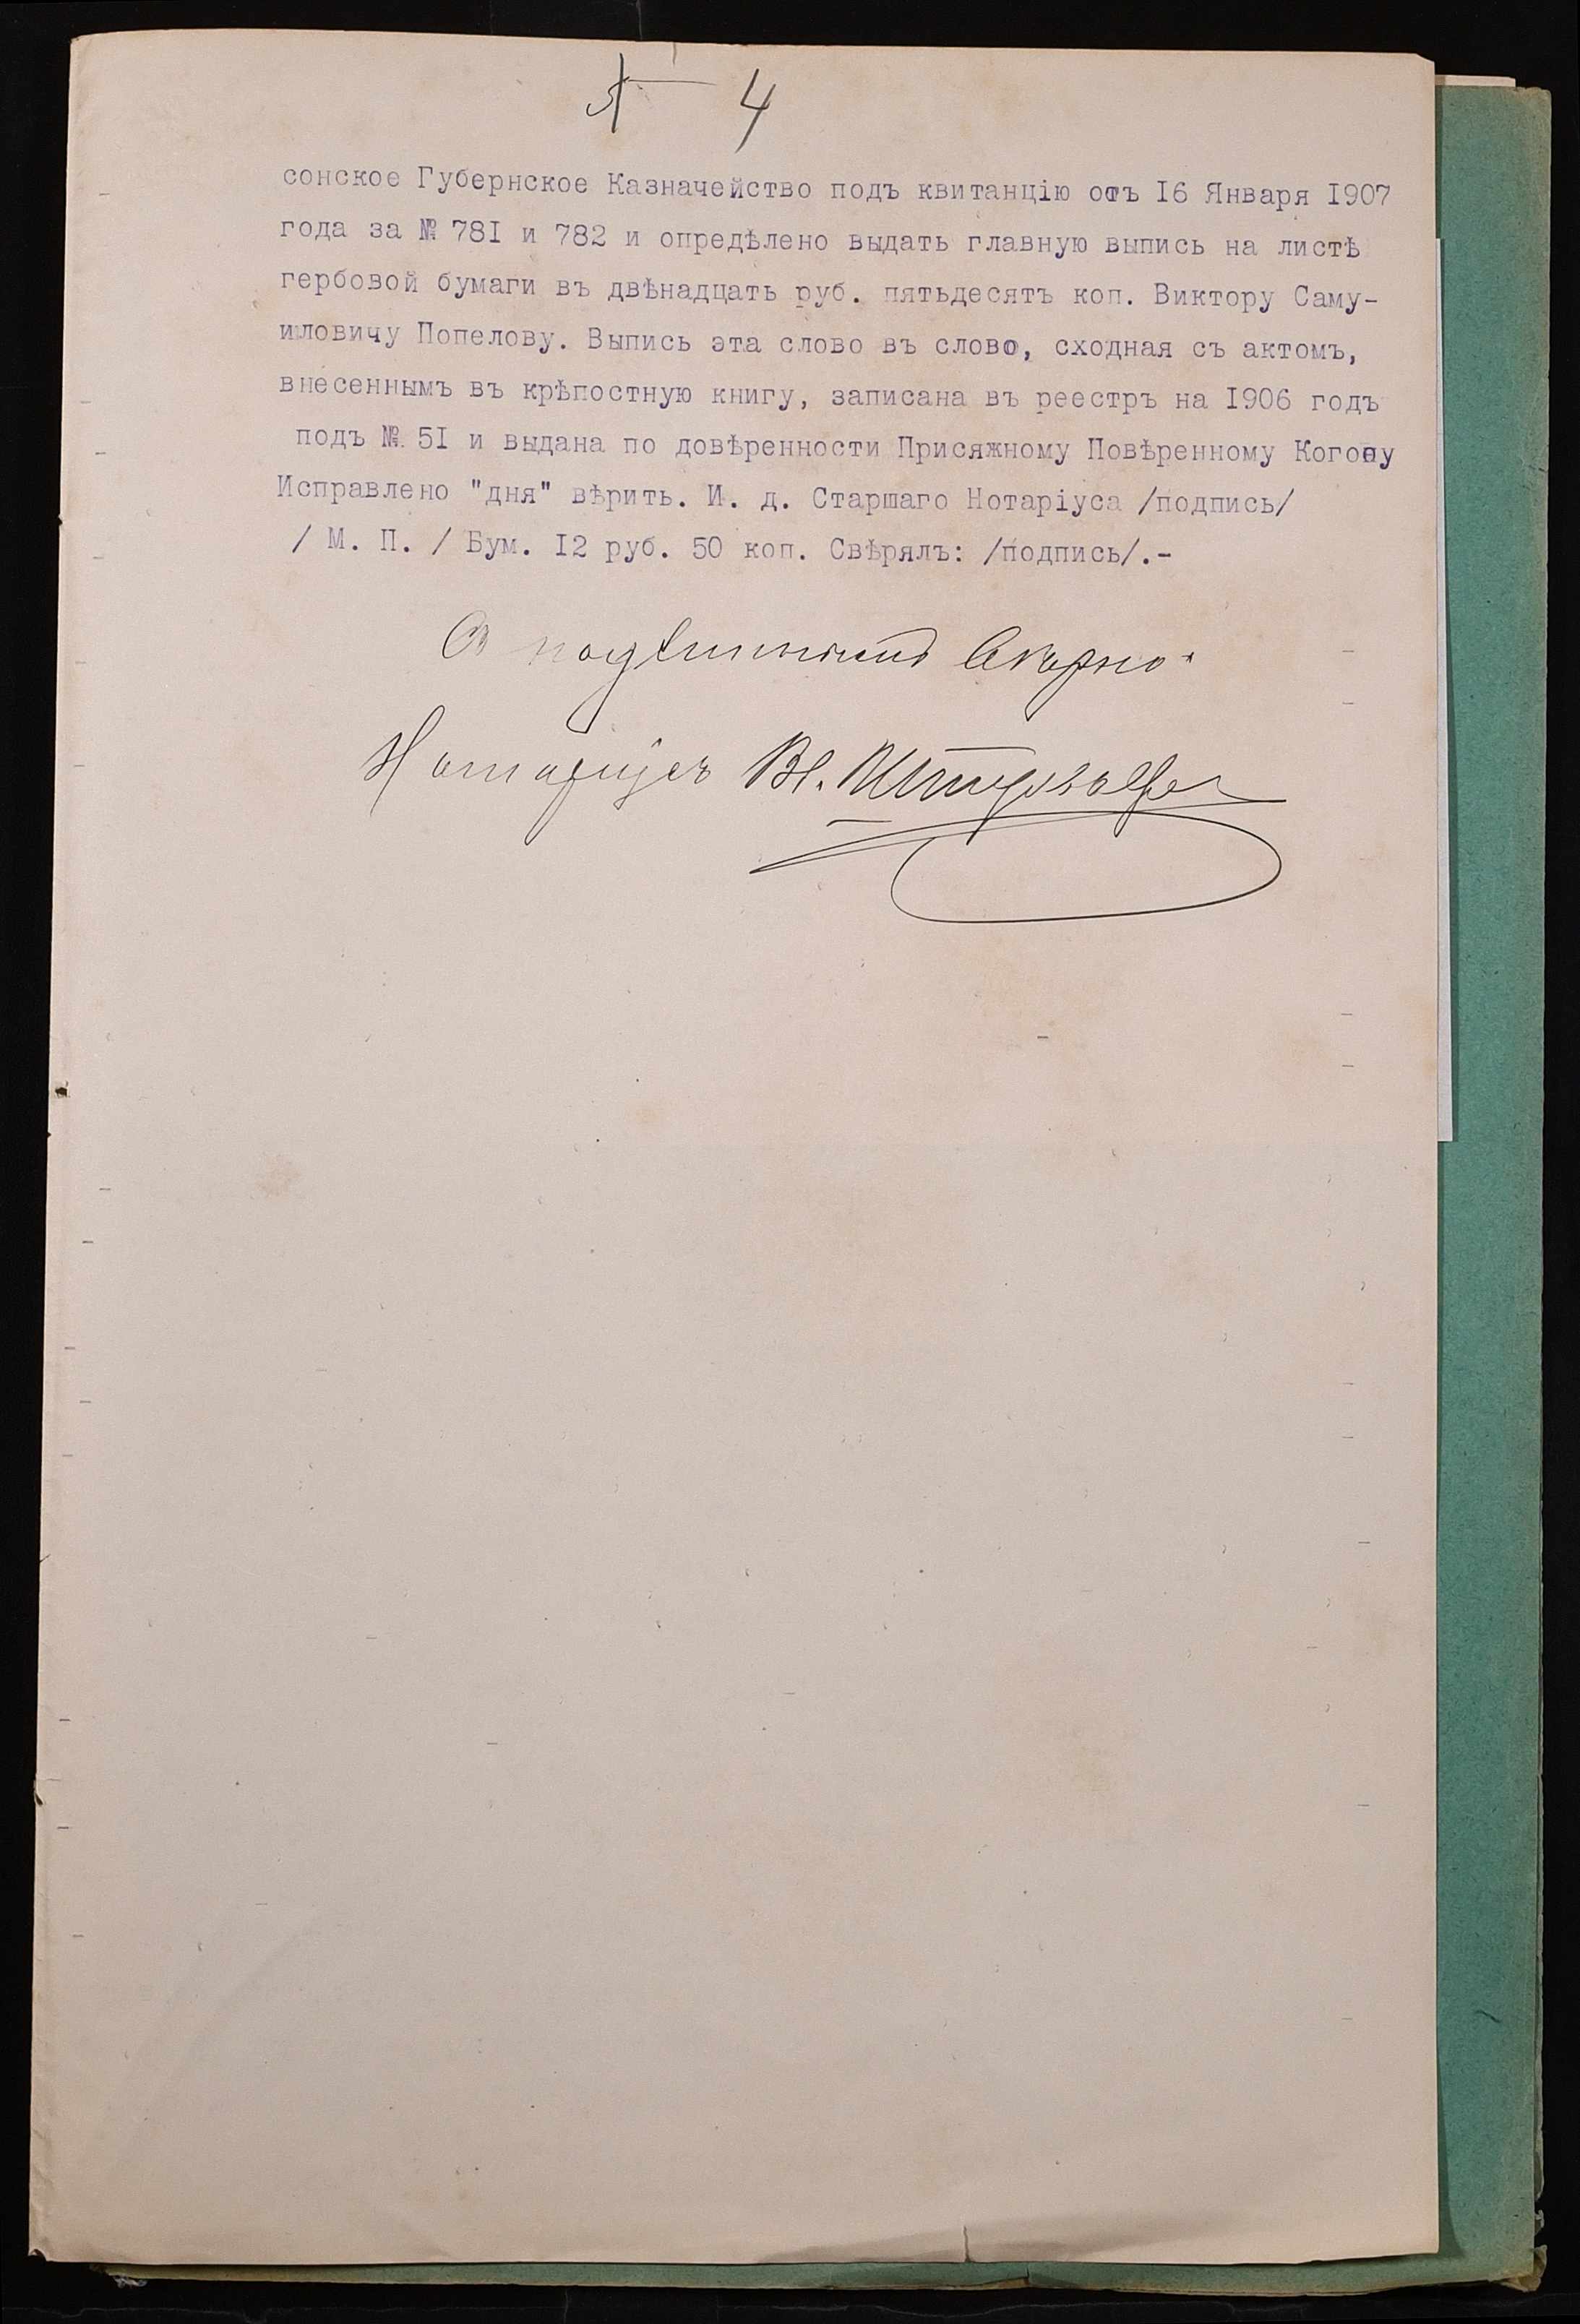 4
сонское Губернское Казначейство подъ квитанцію отъ 16 Января 1907
года за № 781 и 782 и опредѣлено выдать главную выпись на листѣ
гербовой бумаги въ двѣнадцать руб. пятьдесятъ коп. Виктору Саму-
иловичу Попелову. Выпись эта слово въ слово, сходная съ актомъ,
внесеннымъ въ крѣпостную книгу, записана въ реестръ на 1906 годъ
подъ № 51 и выдана по довѣренности Присяжному Повѣренному Когону
Исправлено "дня" вѣрить. И. д. Старшаго Нотаріуса /подпись/
/ М. П. / Бум. 12 руб. 50 коп. Свѣрялъ: /подпись/.-
Съ подлиннымъ вѣрно.
Нотаріусъ Вл.